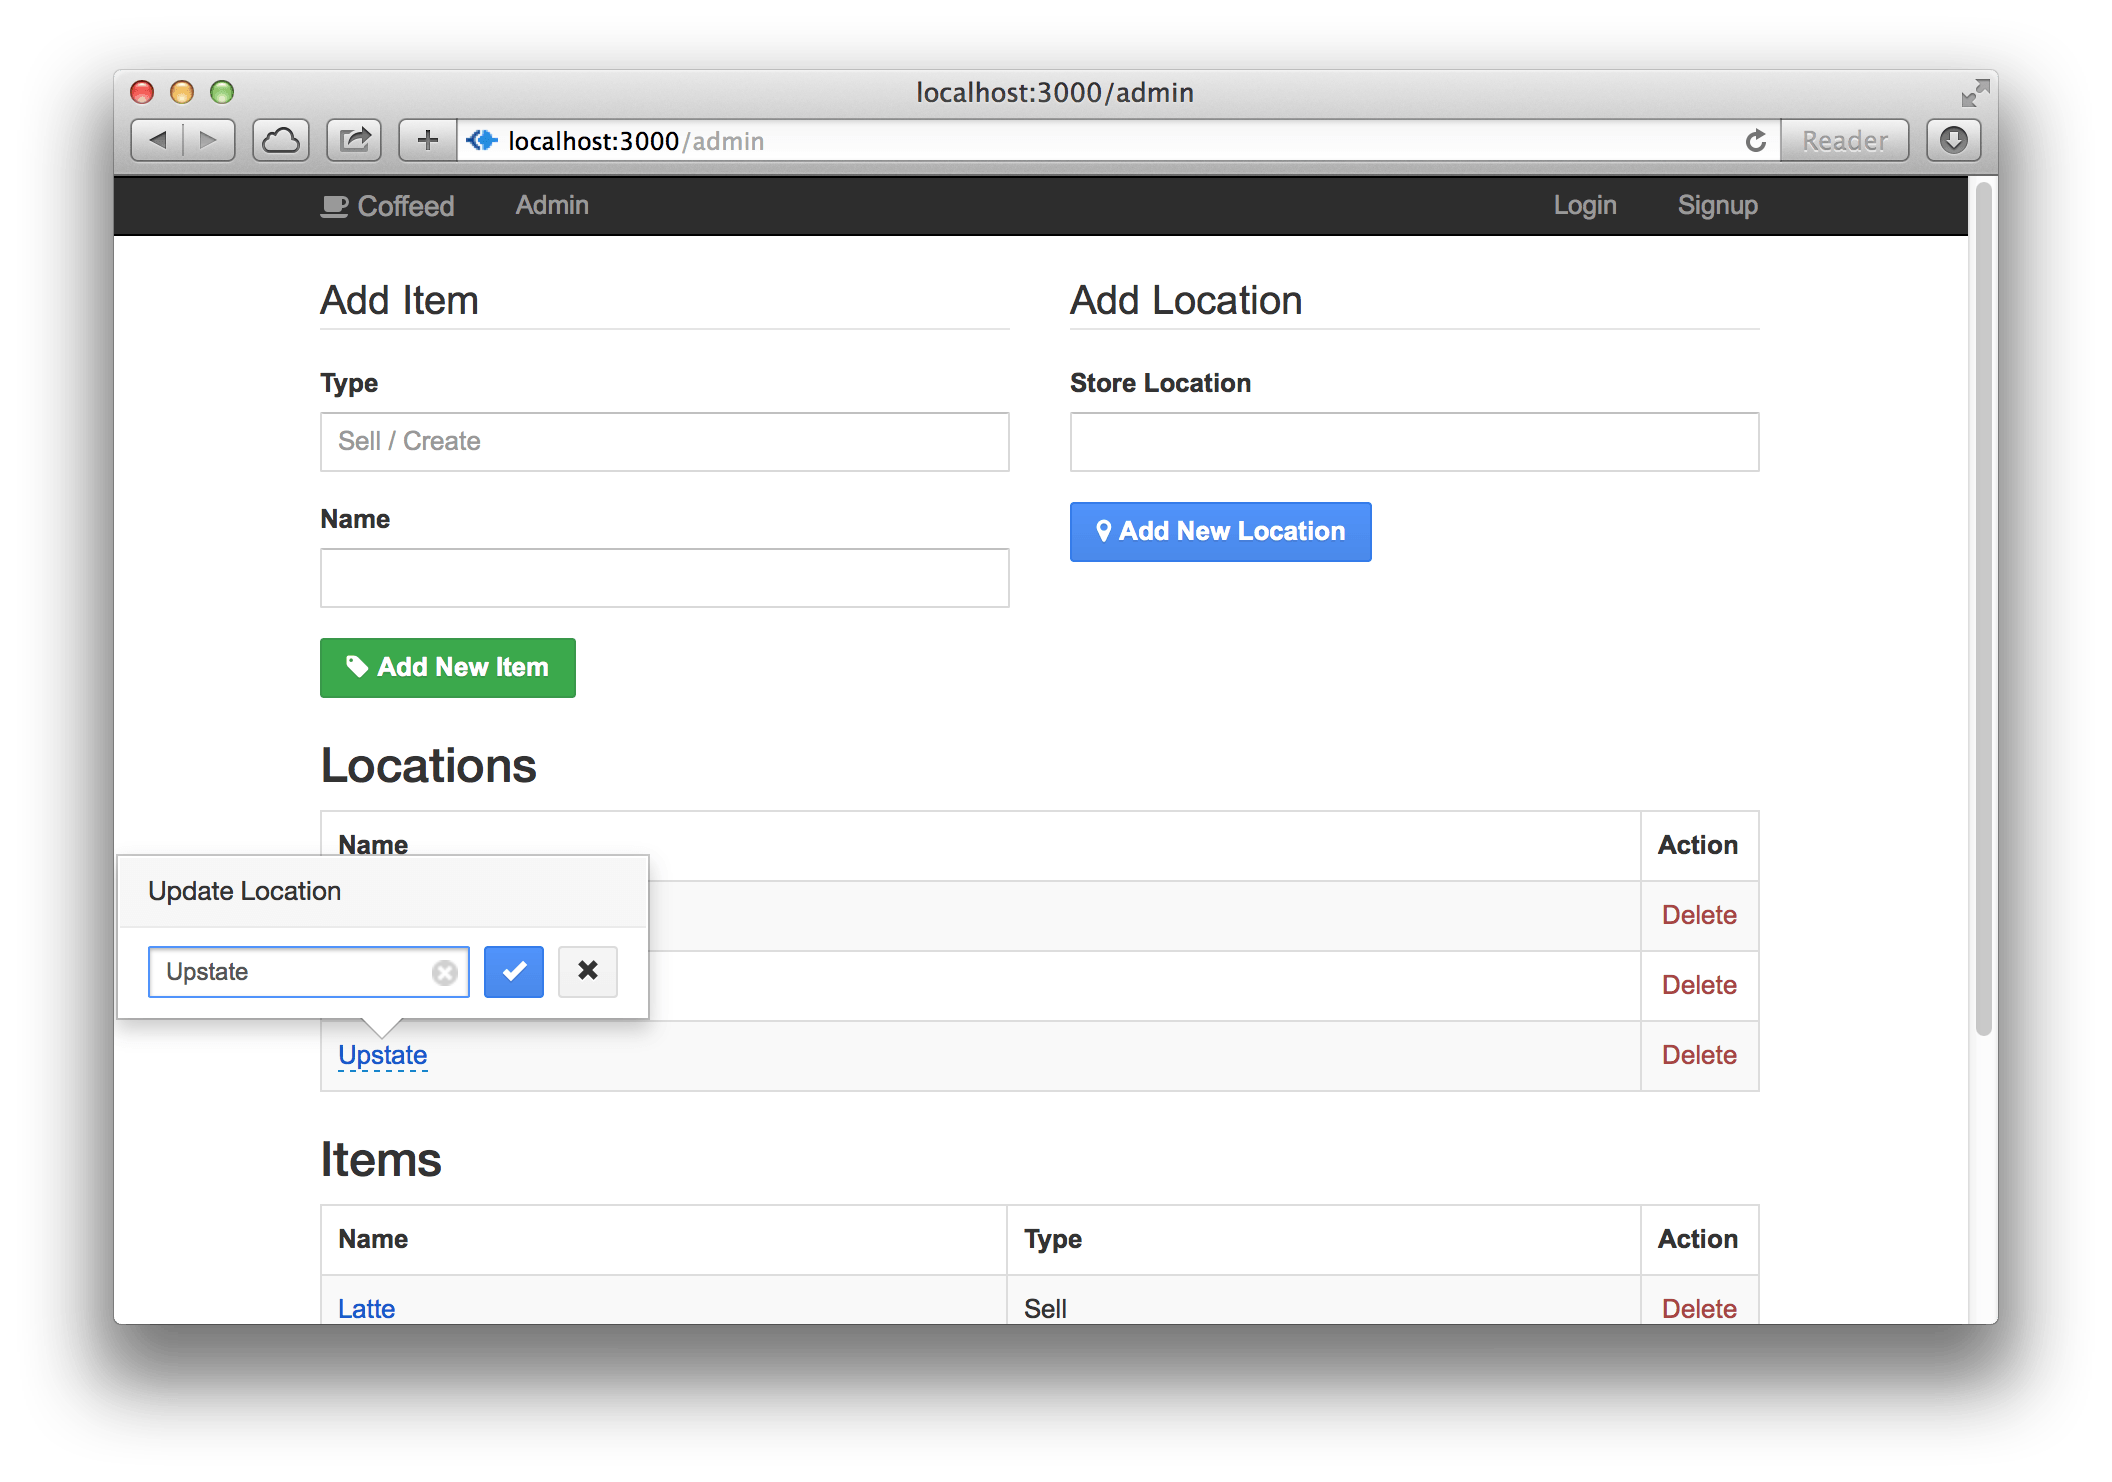 localhost:3000/admin
localhost:3000/admin
Reader
Coffeed Admin Login Signup
Add Item
Add Location
Type
Store Location
Sell / Create
Name
Add New Location
Add New Item
Locations
Name Action
Update Location
Delete
Upstate
Delete
Upstate Delete
Items
Name Type Action
Latte Sell Delete